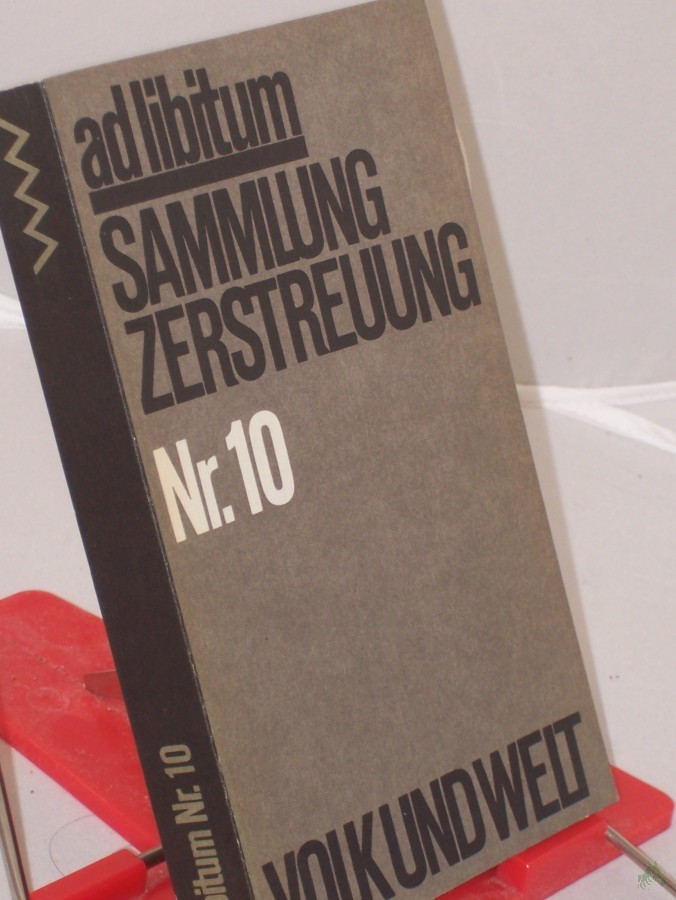 ad libitum
SAMMLUNG
ZERSTREUUNG
Nr. 10
VOLK UND WELT
bitum Nr. 10